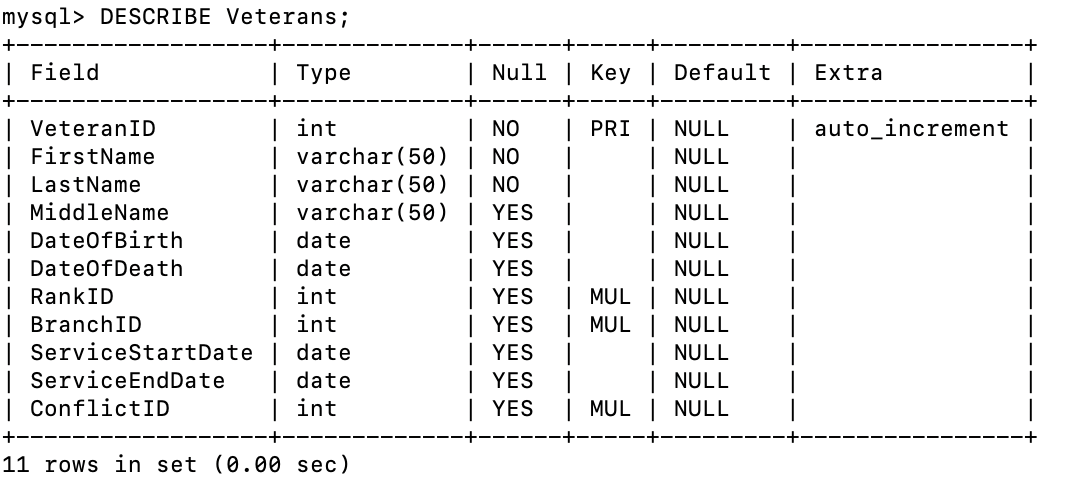 mysql> DESCRIBE Veterans;
+------------------+-------------+------+-----+---------+----------------+
| Field            | Type        | Null | Key | Default | Extra          |
+------------------+-------------+------+-----+---------+----------------+
| VeteranID        | int         | NO   | PRI | NULL    | auto_increment |
| FirstName        | varchar(50) | NO   |     | NULL    |                |
| LastName         | varchar(50) | NO   |     | NULL    |                |
| MiddleName       | varchar(50) | YES  |     | NULL    |                |
| DateOfBirth      | date        | YES  |     | NULL    |                |
| DateOfDeath      | date        | YES  |     | NULL    |                |
| RankID           | int         | YES  | MUL | NULL    |                |
| BranchID         | int         | YES  | MUL | NULL    |                |
| ServiceStartDate | date        | YES  |     | NULL    |                |
| ServiceEndDate   | date        | YES  |     | NULL    |                |
| ConflictID       | int         | YES  | MUL | NULL    |                |
+------------------+-------------+------+-----+---------+----------------+
11 rows in set (0.00 sec)